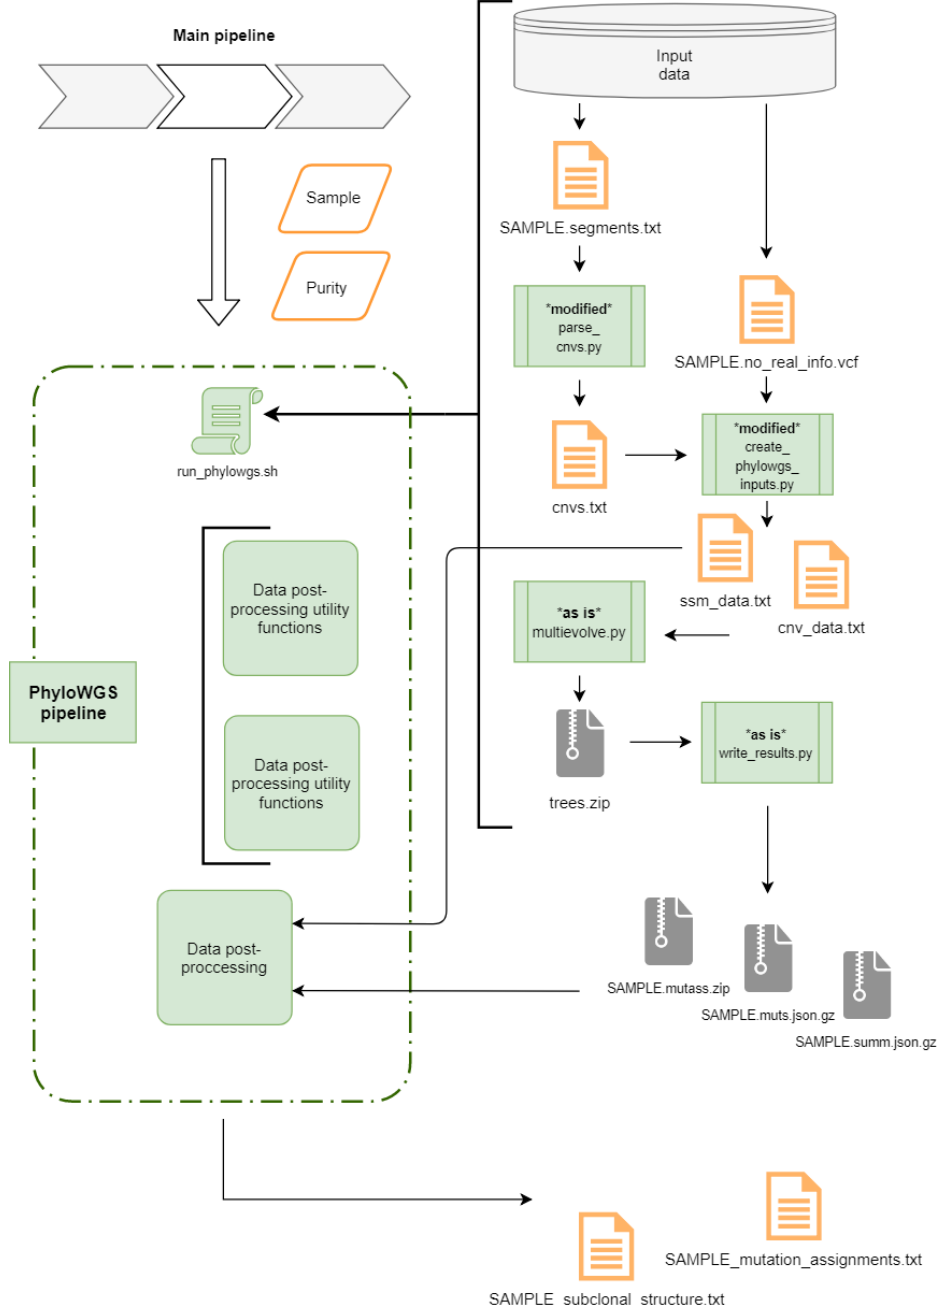 Main pipeline
Input
data
Sample
Purity
SAMPLE.segments.txt
*modified*
parse_
cnvs.py
SAMPLE.no_real_info.vcf
*modified*
create_
phylowgs_
inputs.py
cnvs.txt
run_phylowgs.sh
Data post-
processing utility
functions
ssm_data.txt
cnv_data.txt
*as is*
multievolve.py
PhyloWGS
pipeline
Data post-
processing utility
functions
trees.zip
*as is*
write_results.py
Data post-
proccessing
SAMPLE.mutass.zip
SAMPLE.muts.json.gz
SAMPLE.summ.json.gz
SAMPLE_mutation_assignments.txt
SAMPLE_subclonal_structure.txt